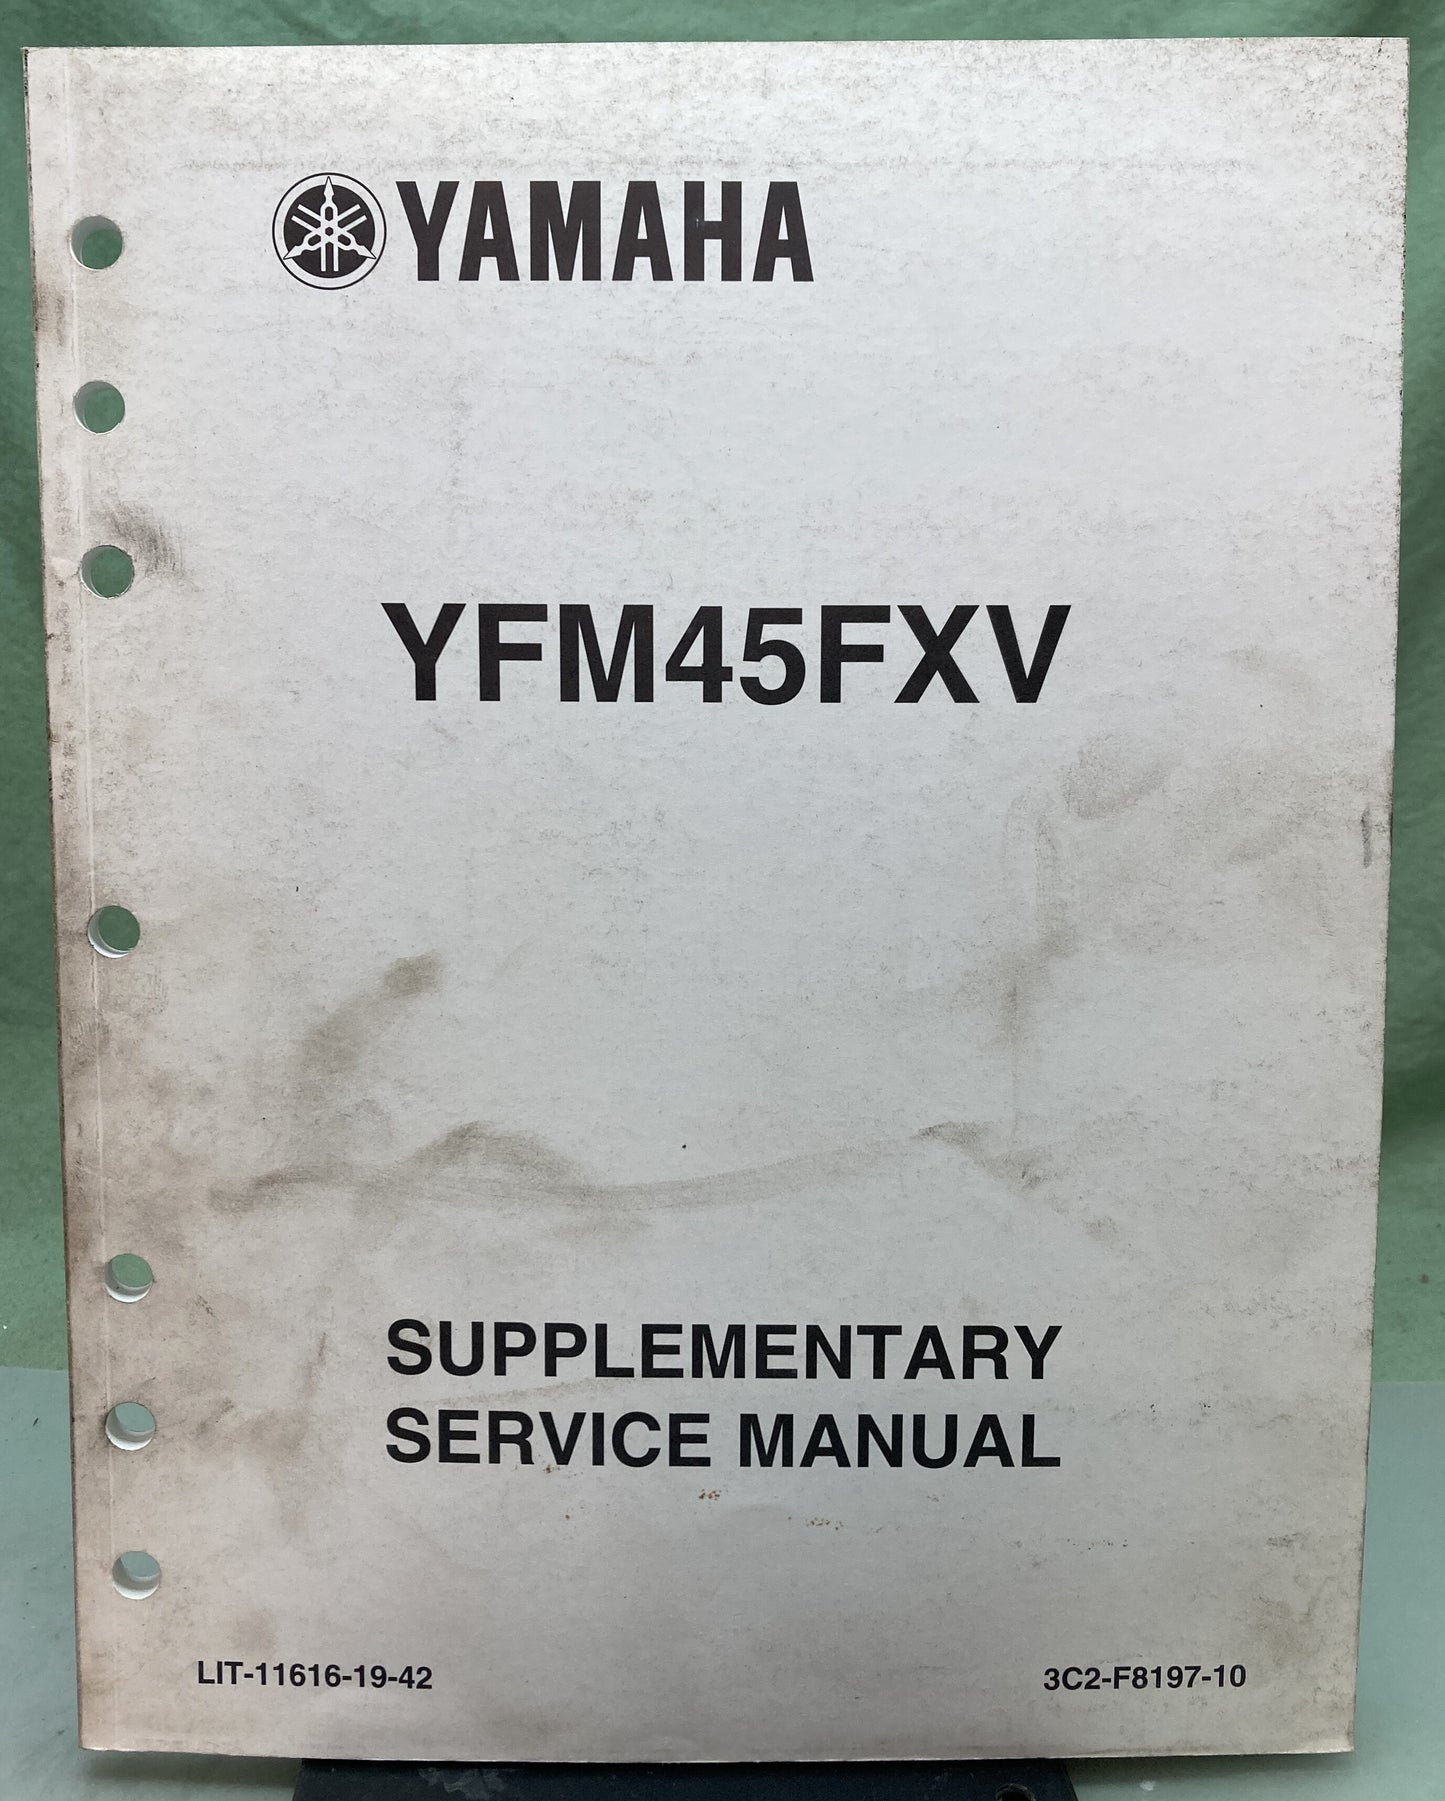 YAMAHA
YFM45FXV
SUPPLEMENTARY
SERVICE MANUAL
LIT-11616-19-42
3C2-F8197-10